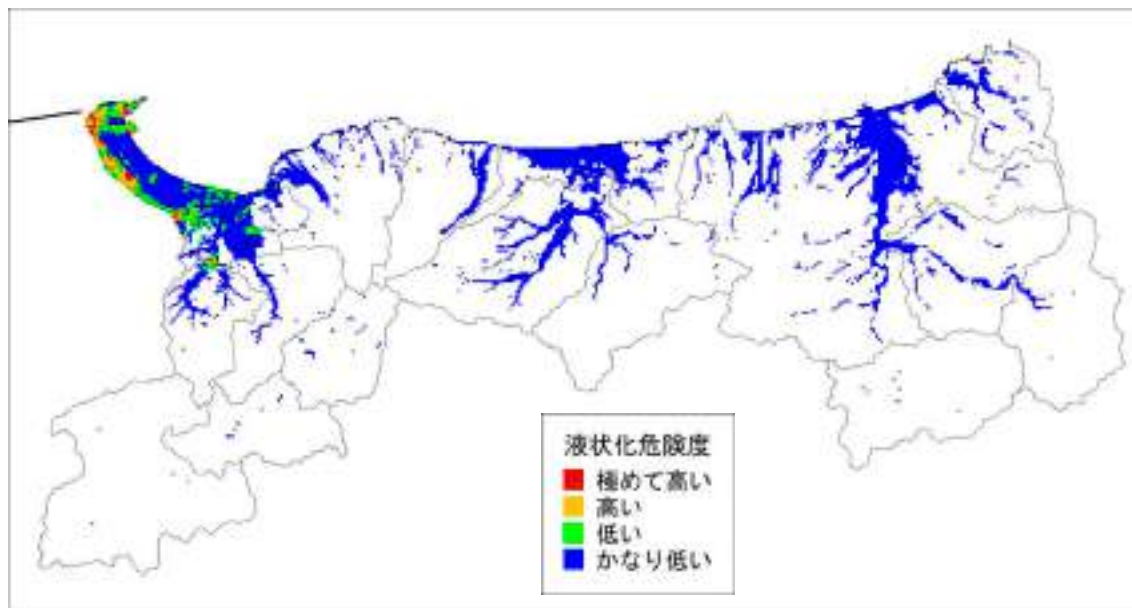 液状化危険度
極めて高い
高い
低い
かなり低い